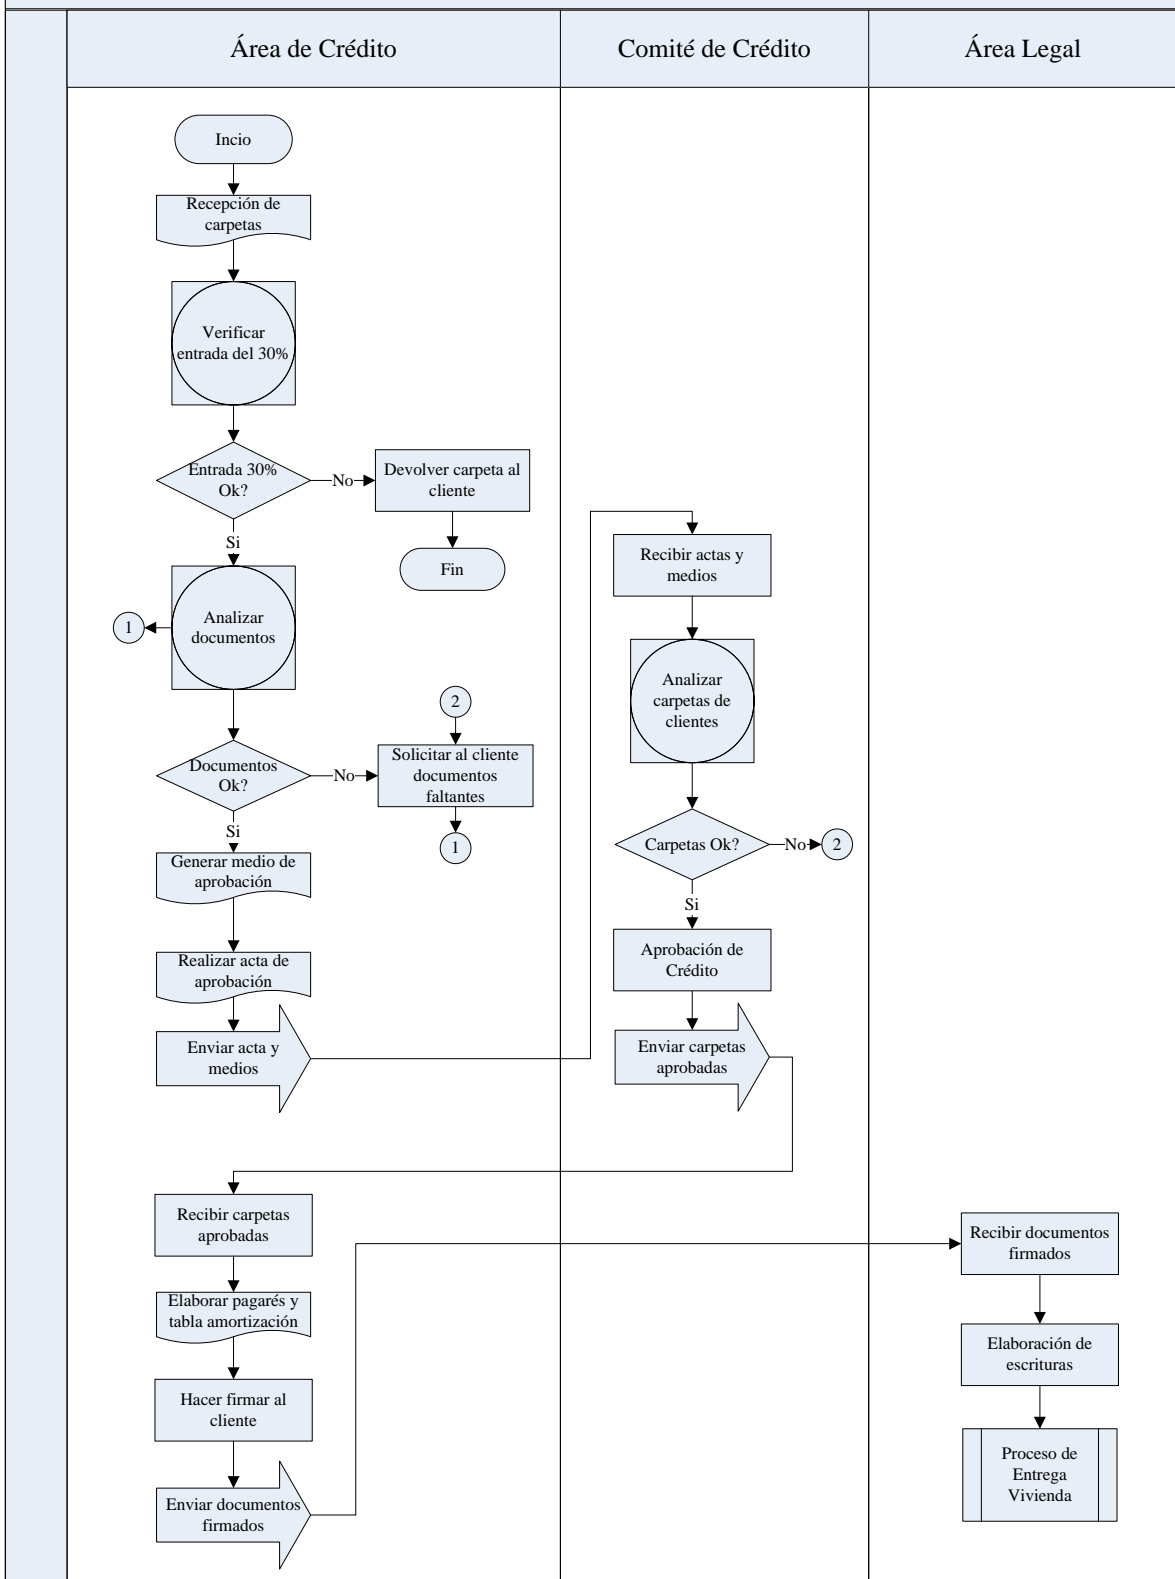 Área de Crédito
Comité de Crédito
Área Legal
Incio
Recepción de
carpetas
Verificar
entrada del 30%
Entrada 30%
Ok?
No
Devolver carpeta al
cliente
Fin
Si
Analizar
documentos
1
Documentos
Ok?
No
2
Solicitar al cliente
documentos
faltantes
1
Si
Generar medio de
aprobación
Realizar acta de
aprobación
Enviar acta y
medios
Recibir actas y
medios
Analizar
carpetas de
clientes
Carpetas Ok?
No
2
Si
Aprobación de
Crédito
Enviar carpetas
aprobadas
Recibir carpetas
aprobadas
Elaborar pagarés y
tabla amortización
Hacer firmar al
cliente
Enviar documentos
firmados
Recibir documentos
firmados
Elaboración de
escrituras
Proceso de
Entrega
Vivienda